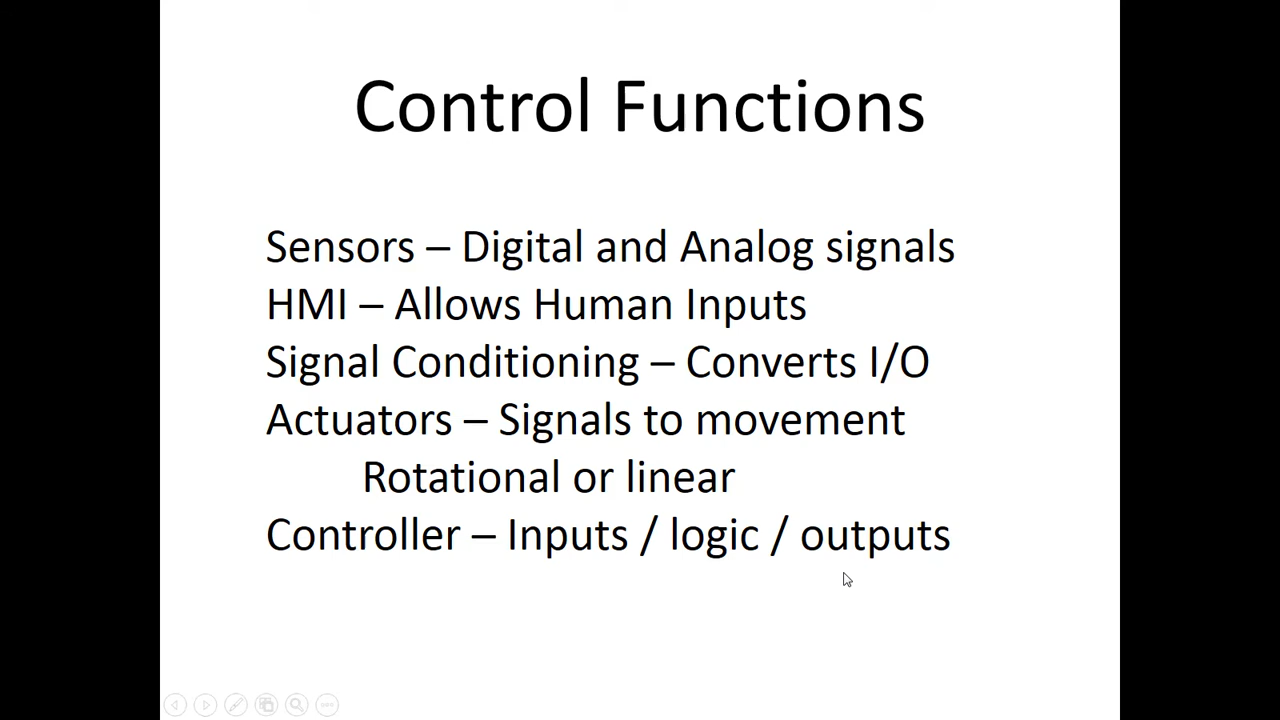 Control Functions
Sensors – Digital and Analog signals
HMI – Allows Human Inputs
Signal Conditioning – Converts I/O
Actuators – Signals to movement
Rotational or linear
Controller – Inputs / logic / outputs